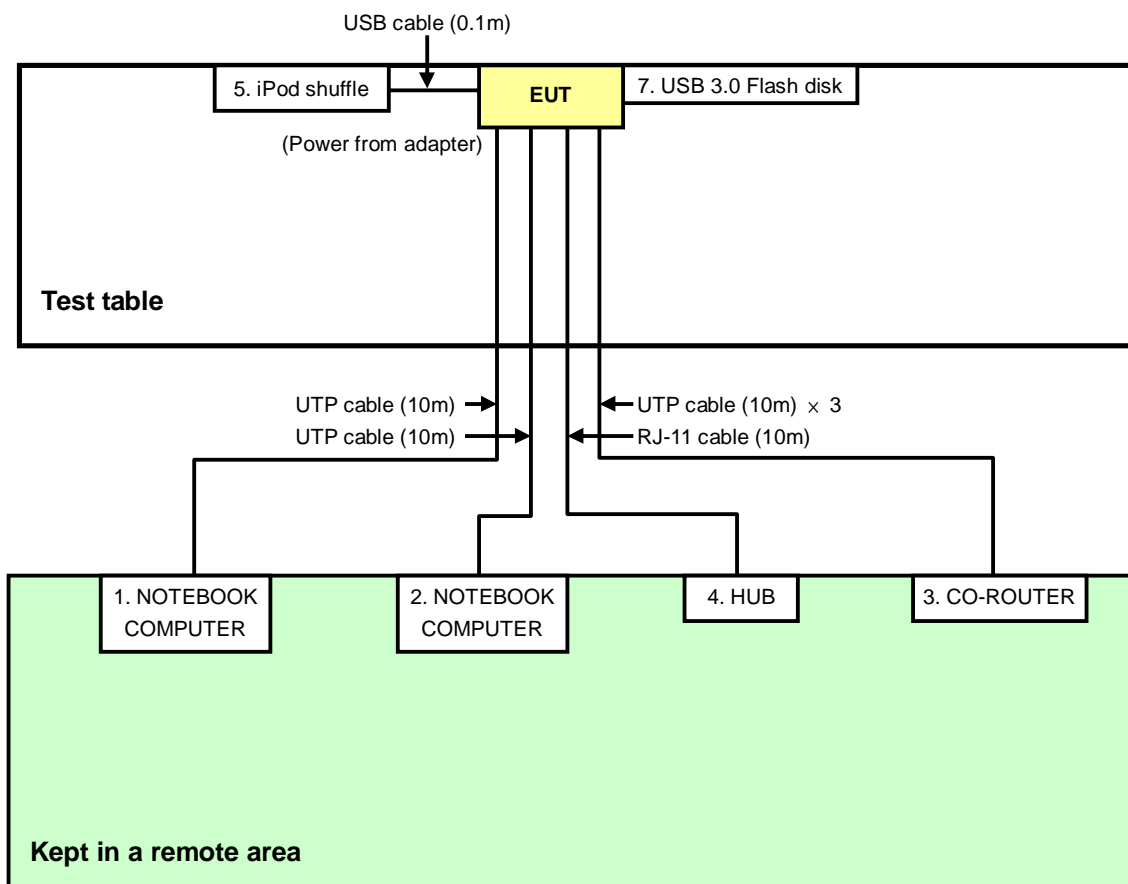 USB cable (0.1m)
5. iPod shuffle
EUT
7. USB 3.0 Flash disk
(Power from adapter)
Test table
UTP cable (10m)
UTP cable (10m) × 3
UTP cable (10m)
RJ-11 cable (10m)
1. NOTEBOOK
COMPUTER
2. NOTEBOOK
COMPUTER
4. HUB
3. CO-ROUTER
Kept in a remote area